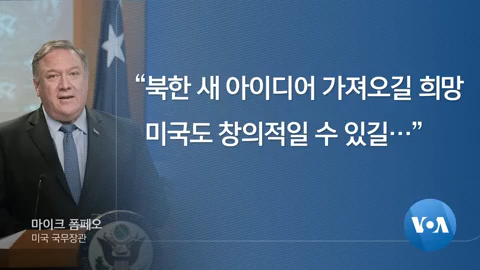 “북한 새 아이디어 가져오길 희망
미국도 창의적일 수 있길…”
마이크 폼페오
미국 국무장관
VOA